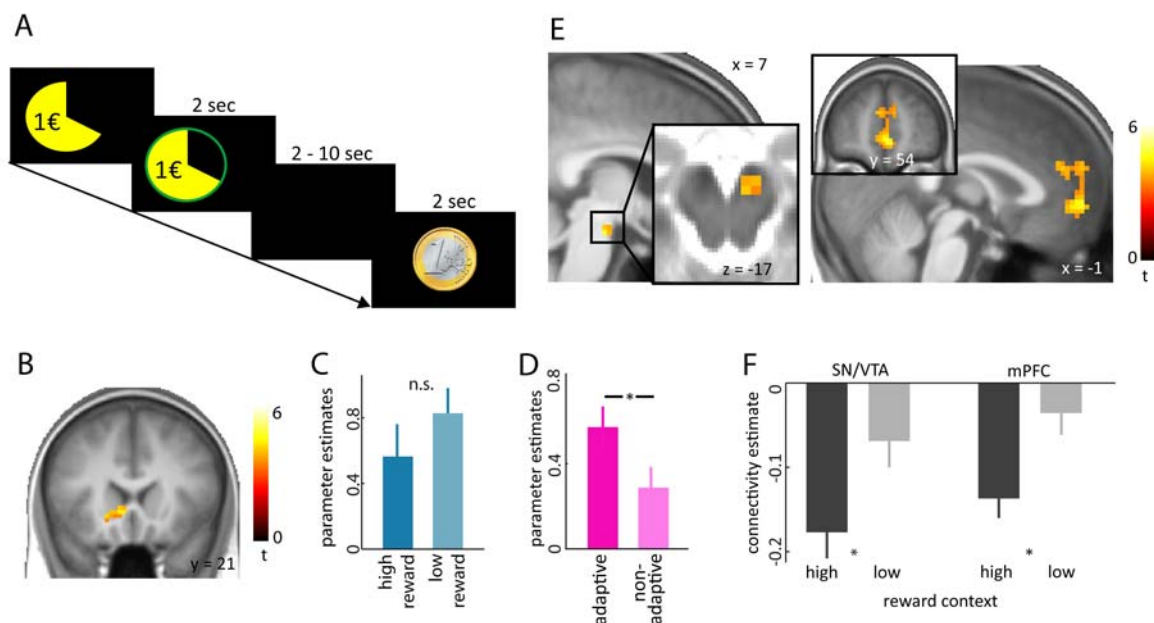 A
1€
2 sec
1€
2 - 10 sec
2 sec
1
E
x = 7
z = -17
y = 54
x = -1
6
0
t
B
y = 21
6
0
t
C
parameter estimates
0.8
0.4
0
n.s.
high
reward
low
reward
D
parameter estimates
0.8
0.4
0
*
adaptive
non-
adaptive
F
SN/VTA
mPFC
connectivity estimate
0
-0.1
-0.2
*
*
high
low
high
low
reward context